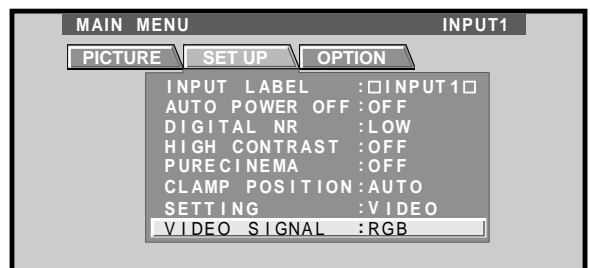 MAIN MENU INPUT1
PICTURE SET UP OPTION
INPUT LABEL :□INPUT1□
AUTO POWER OFF :OFF
DIGITAL NR :LOW
HIGH CONTRAST :OFF
PURECINEMA :OFF
CLAMP POSITION :AUTO
SETTING :VIDEO
VIDEO SIGNAL :RGB